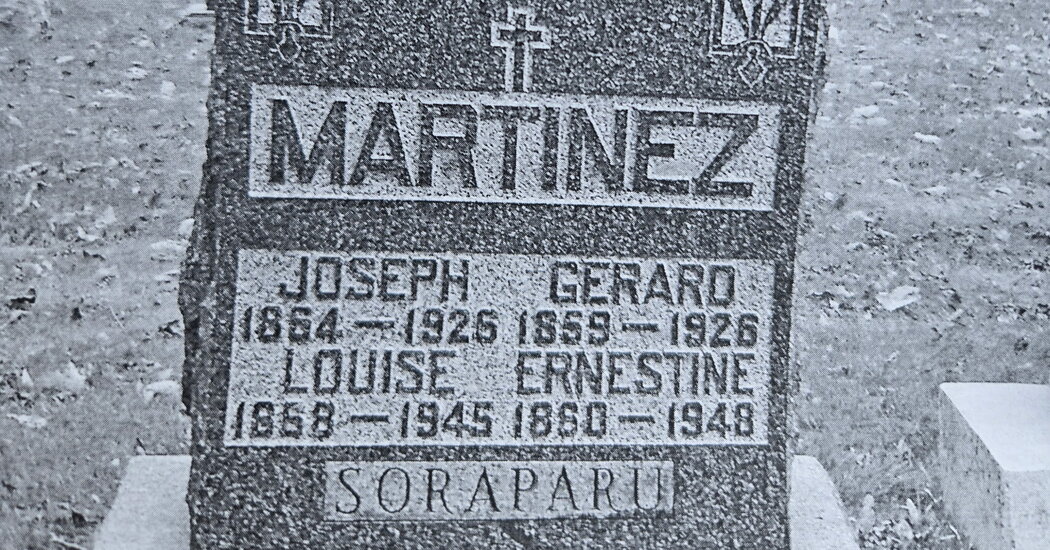 MARTINEZ
JOSEPH GERARD
1864 — 1926 1859 — 1926
LOUISE ERNESTINE
1868 — 1945 1860 — 1948
SORAPARU